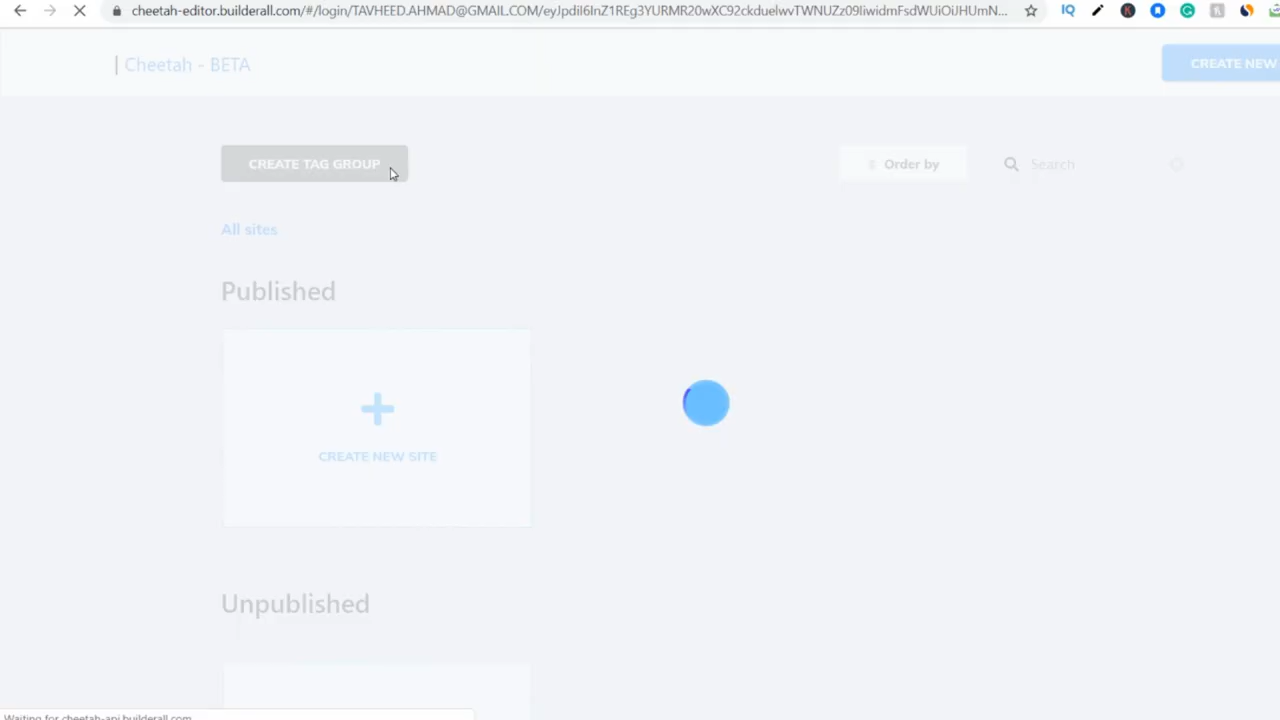 cheetah-editor.builderall.com/#/login/TAVHEED.AHMAD@GMAIL.COM/
Cheetah - BETA
CREATE NEW
CREATE TAG GROUP
Order by
Search
All sites
Published
CREATE NEW SITE
Unpublished
Waiting for cheetah-api.builderall.com